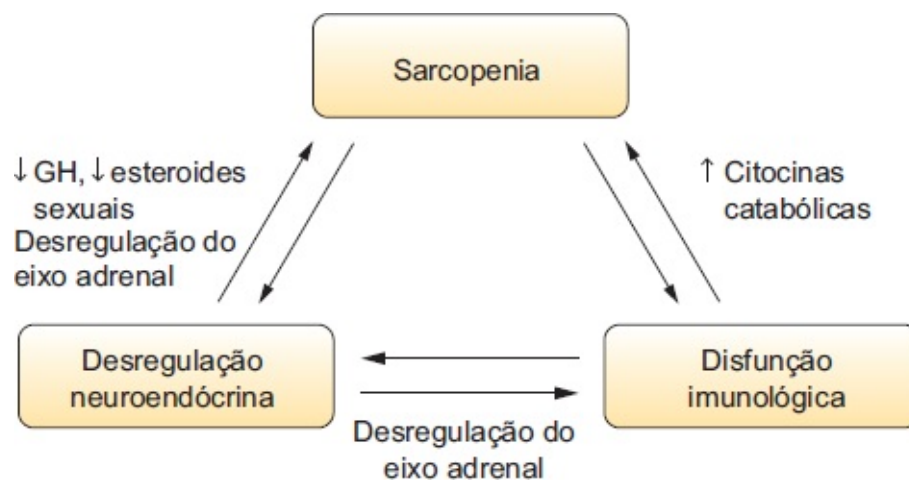 Sarcopenia
↓ GH, ↓ esteroides
sexuais
Desregulação do
eixo adrenal
↑ Citocinas
catabólicas
Desregulação
neuroendócrina
Disfunção
imunológica
Desregulação do
eixo adrenal